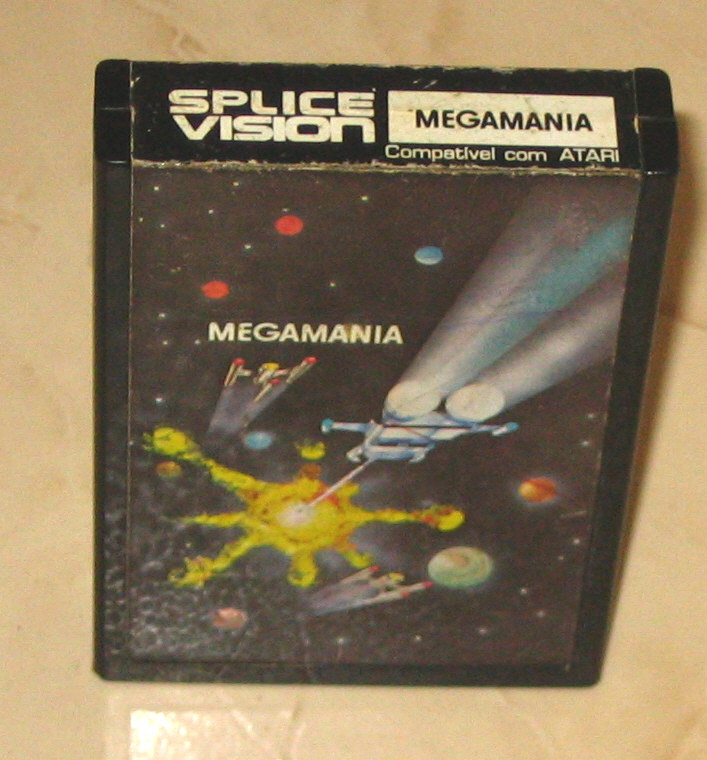 SPLICE
VISION
MEGAMANIA
Compatível com ATARI
MEGAMANIA